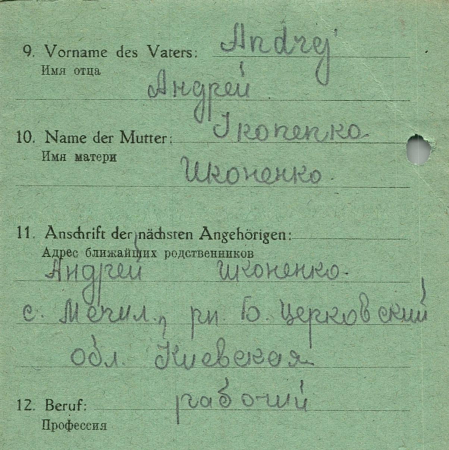 9. Vorname des Vaters: Andrej
Имя отца
Андрей
10. Name der Mutter: Ikonenko
Имя матери
Иконенко
11. Anschrift der nächsten Angehörigen:
Адрес ближайших родственников
Андрей Иконенко
с. Мечил, рн Б. Церковский
обл. Киевская
12. Beruf: рабочий
Профессия